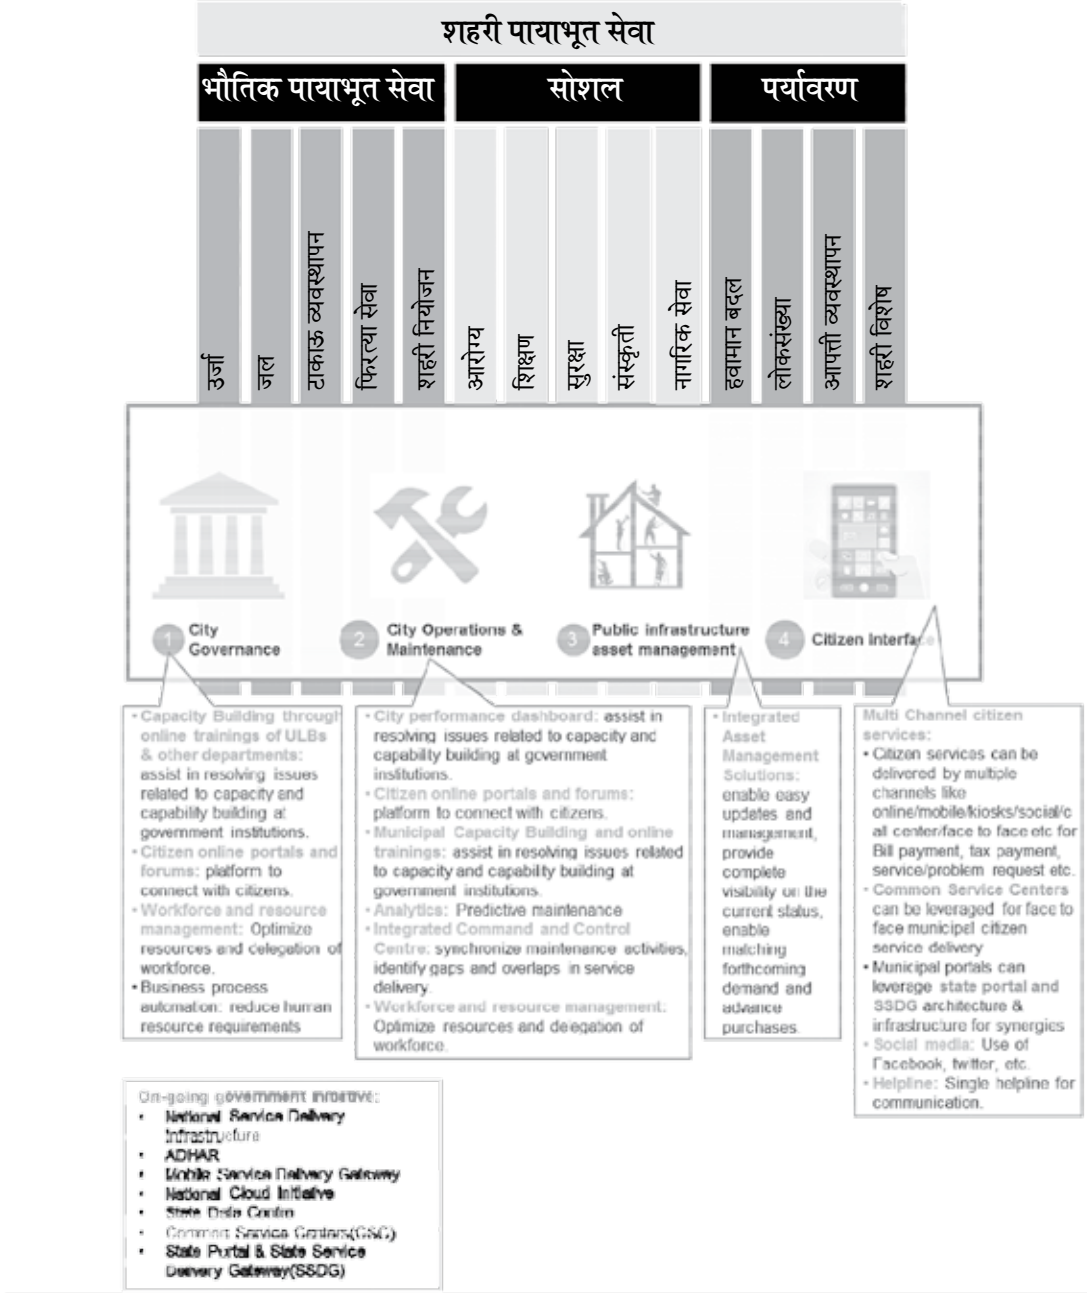 शहरी पायाभूत सेवा
भौतिक पायाभूत सेवा
सोशल
पर्यावरण
उर्जा
जल
टाकाऊ व्यवस्थापन
फिरत्या सेवा
शहरी नियोजन
आरोग्य
शिक्षण
सुरक्षा
संस्कृती
नागरिक सेवा
हवामान बदल
लोकसंख्या
आपत्ती व्यवस्थापन
शहरी विशेष
1
City
Governance
2
City Operations &
Maintenance
3
Public infrastructure
asset management
4
Citizen Interface
• Capacity Building through
online trainings of ULBs
& other departments:
assist in resolving issues
related to capacity and
capability building at
government institutions.
• Citizen online portals and
forums: platform to
connect with citizens.
• Workforce and resource
management: Optimize
resources and delegation of
workforce.
• Business process
automation: reduce human
resource requirements
• City performance dashboard: assist in
resolving issues related to capacity and
capability building at government
institutions.
• Citizen online portals and forums:
platform to connect with citizens.
• Municipal Capacity Building and online
trainings: assist in resolving issues related
to capacity and capability building at
government institutions.
• Analytics: Predictive maintenance
• Integrated Command and Control
Centre: synchronize maintenance activities,
identify gaps and overlaps in service
delivery.
• Workforce and resource management:
Optimize resources and delegation of
workforce.
• Integrated
Asset
Management
Solutions:
enable easy
updates and
management,
provide
complete
visibility on the
current status,
enable
matching
forthcoming
demand and
advance
purchases.
Multi Channel citizen
services:
• Citizen services can be
delivered by multiple
channels like
online/mobile/kiosks/social/c
all center/face to face etc for
Bill payment, tax payment,
service/problem request etc.
• Common Service Centers
can be leveraged for face to
face municipal citizen
service delivery
• Municipal portals can
leverage state portal and
SSDG architecture &
infrastructure for synergies
• Social media: Use of
Facebook, twitter, etc.
• Helpline: Single helpline for
communication.
On-going government initiative:
• National Service Delivery
Infrastructure
• ADHAR
• Mobile Service Delivery Gateway
• National Cloud Initiative
• State Data Centre
• Common Service Centers(CSC)
• State Portal & State Service
Delivery Gateway(SSDG)